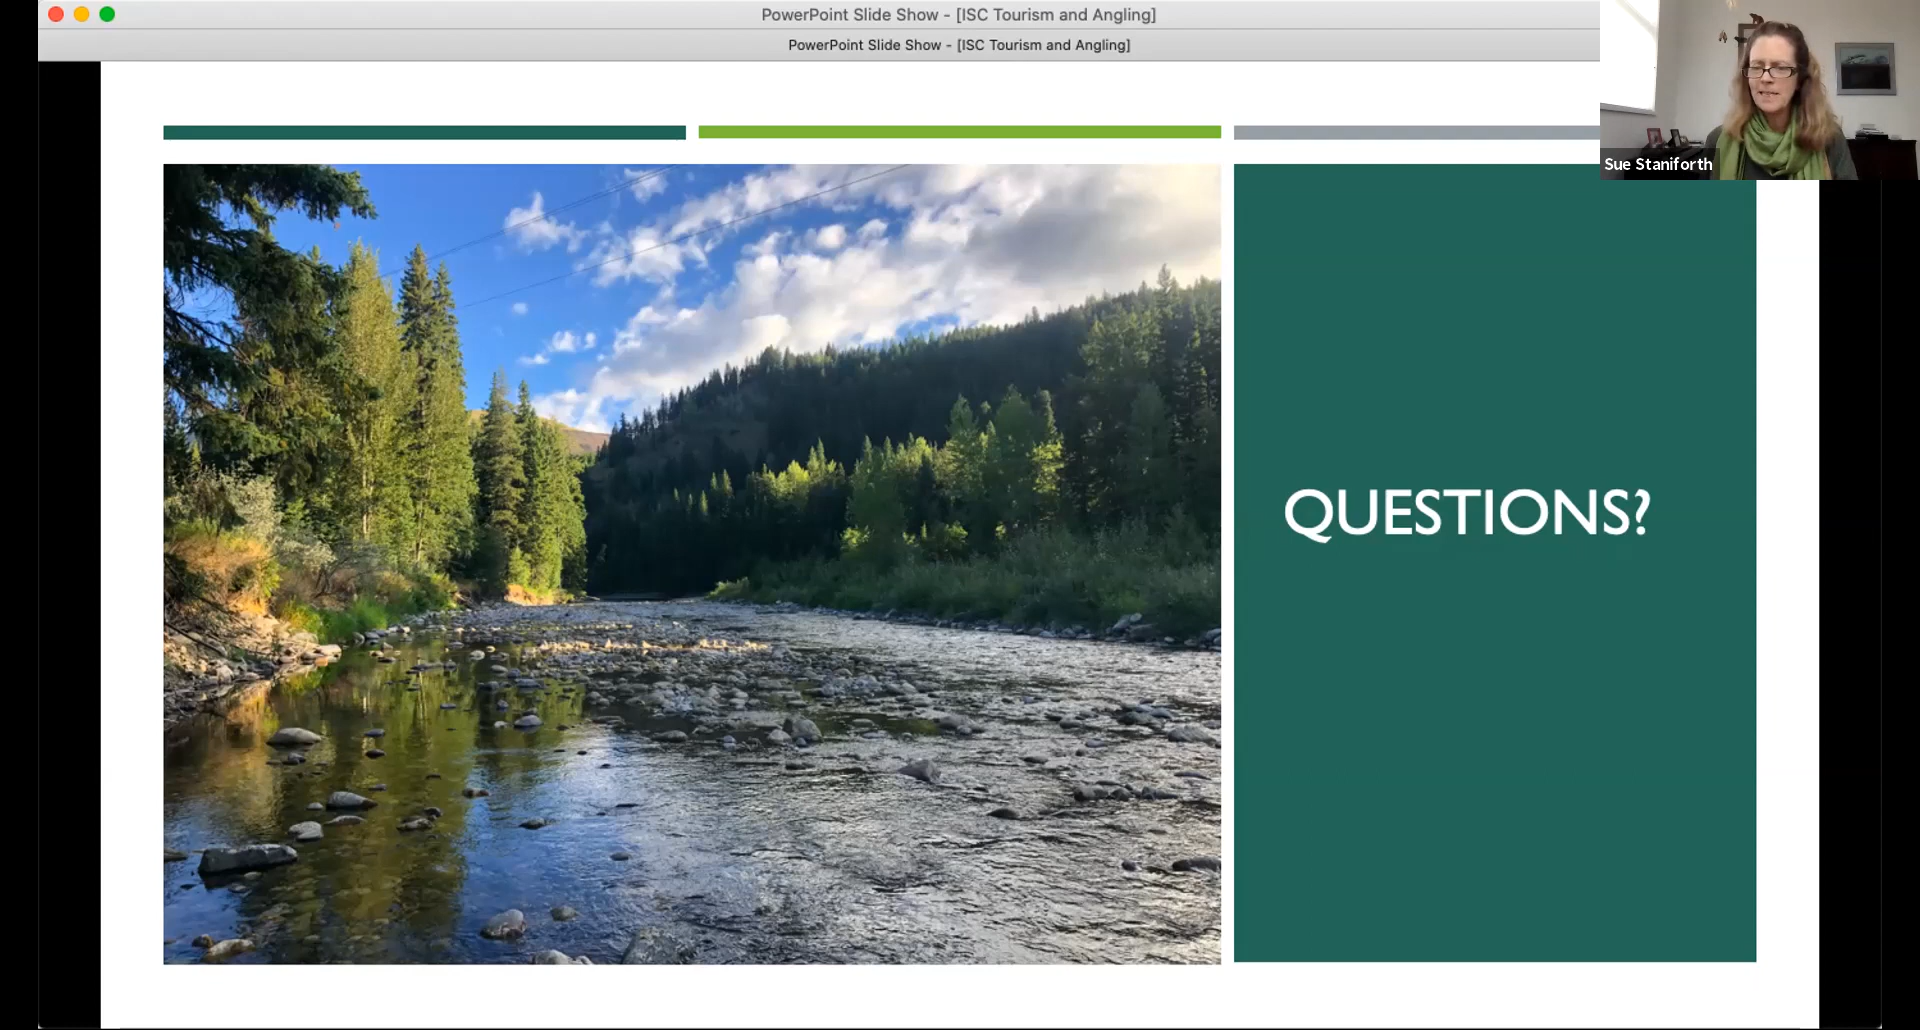 PowerPoint Slide Show - [ISC Tourism and Angling]
PowerPoint Slide Show - [ISC Tourism and Angling]
Sue Staniforth
QUESTIONS?